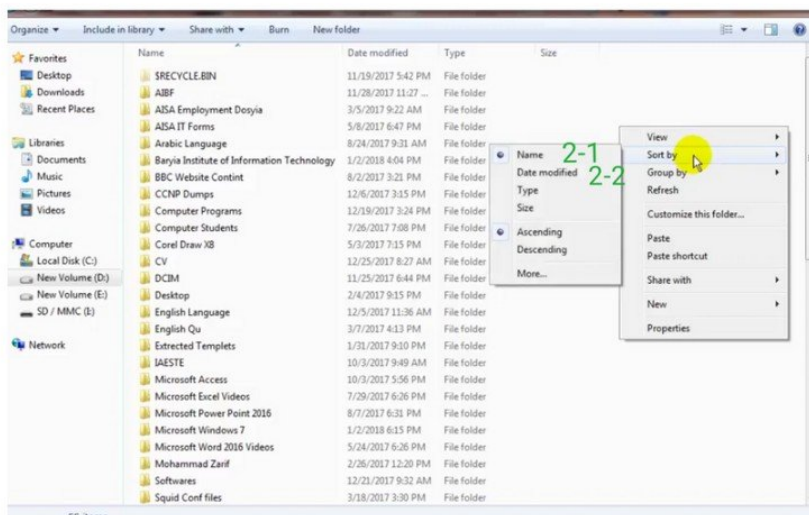 Organize Include in library Share with Burn New folder
Name Date modified Type Size
Favorites
Desktop
Downloads
Recent Places
Libraries
Documents
Music
Pictures
Videos
Computer
Local Disk (C:)
New Volume (D:)
New Volume (E:)
SD / MMC (I:)
Network
$RECYCLE.BIN 11/19/2017 5:42 PM File folder
AIBF 11/28/2017 11:27 ... File folder
AISA Employment Dosyia 3/5/2017 9:22 AM File folder
AISA IT Forms 5/8/2017 6:47 PM File folder
Arabic Language 8/24/2017 9:31 AM File folder
Baryia Institute of Information Technology 1/2/2018 4:04 PM File folder
BBC Website Contint 8/2/2017 3:21 PM File folder
CCNP Dumps 12/6/2017 3:15 PM File folder
Computer Programs 12/19/2017 3:24 PM File folder
Computer Students 7/26/2017 7:08 PM File folder
Corel Draw X8 5/3/2017 7:15 PM File folder
CV 12/25/2017 8:27 AM File folder
DCIM 11/25/2017 6:44 PM File folder
Desktop 2/4/2017 9:15 PM File folder
English Language 12/5/2017 11:36 AM File folder
English Qu 3/7/2017 4:13 PM File folder
Extrected Templets 1/31/2017 9:10 PM File folder
IAESTE 10/3/2017 9:49 AM File folder
Microsoft Access 10/3/2017 5:56 PM File folder
Microsoft Excel Videos 7/29/2017 6:26 PM File folder
Microsoft Power Point 2016 8/7/2017 6:31 PM File folder
Microsoft Windows 7 1/2/2018 6:15 PM File folder
Microsoft Word 2016 Videos 5/24/2017 6:26 PM File folder
Mohammad Zarif 2/26/2017 12:20 PM File folder
Softwares 12/21/2017 9:32 AM File folder
Squid Conf files 3/18/2017 3:30 PM File folder
Name 2-1
Date modified 2-2
Type
Size
Ascending
Descending
More...
View
Sort by
Group by
Refresh
Customize this folder...
Paste
Paste shortcut
Share with
New
Properties